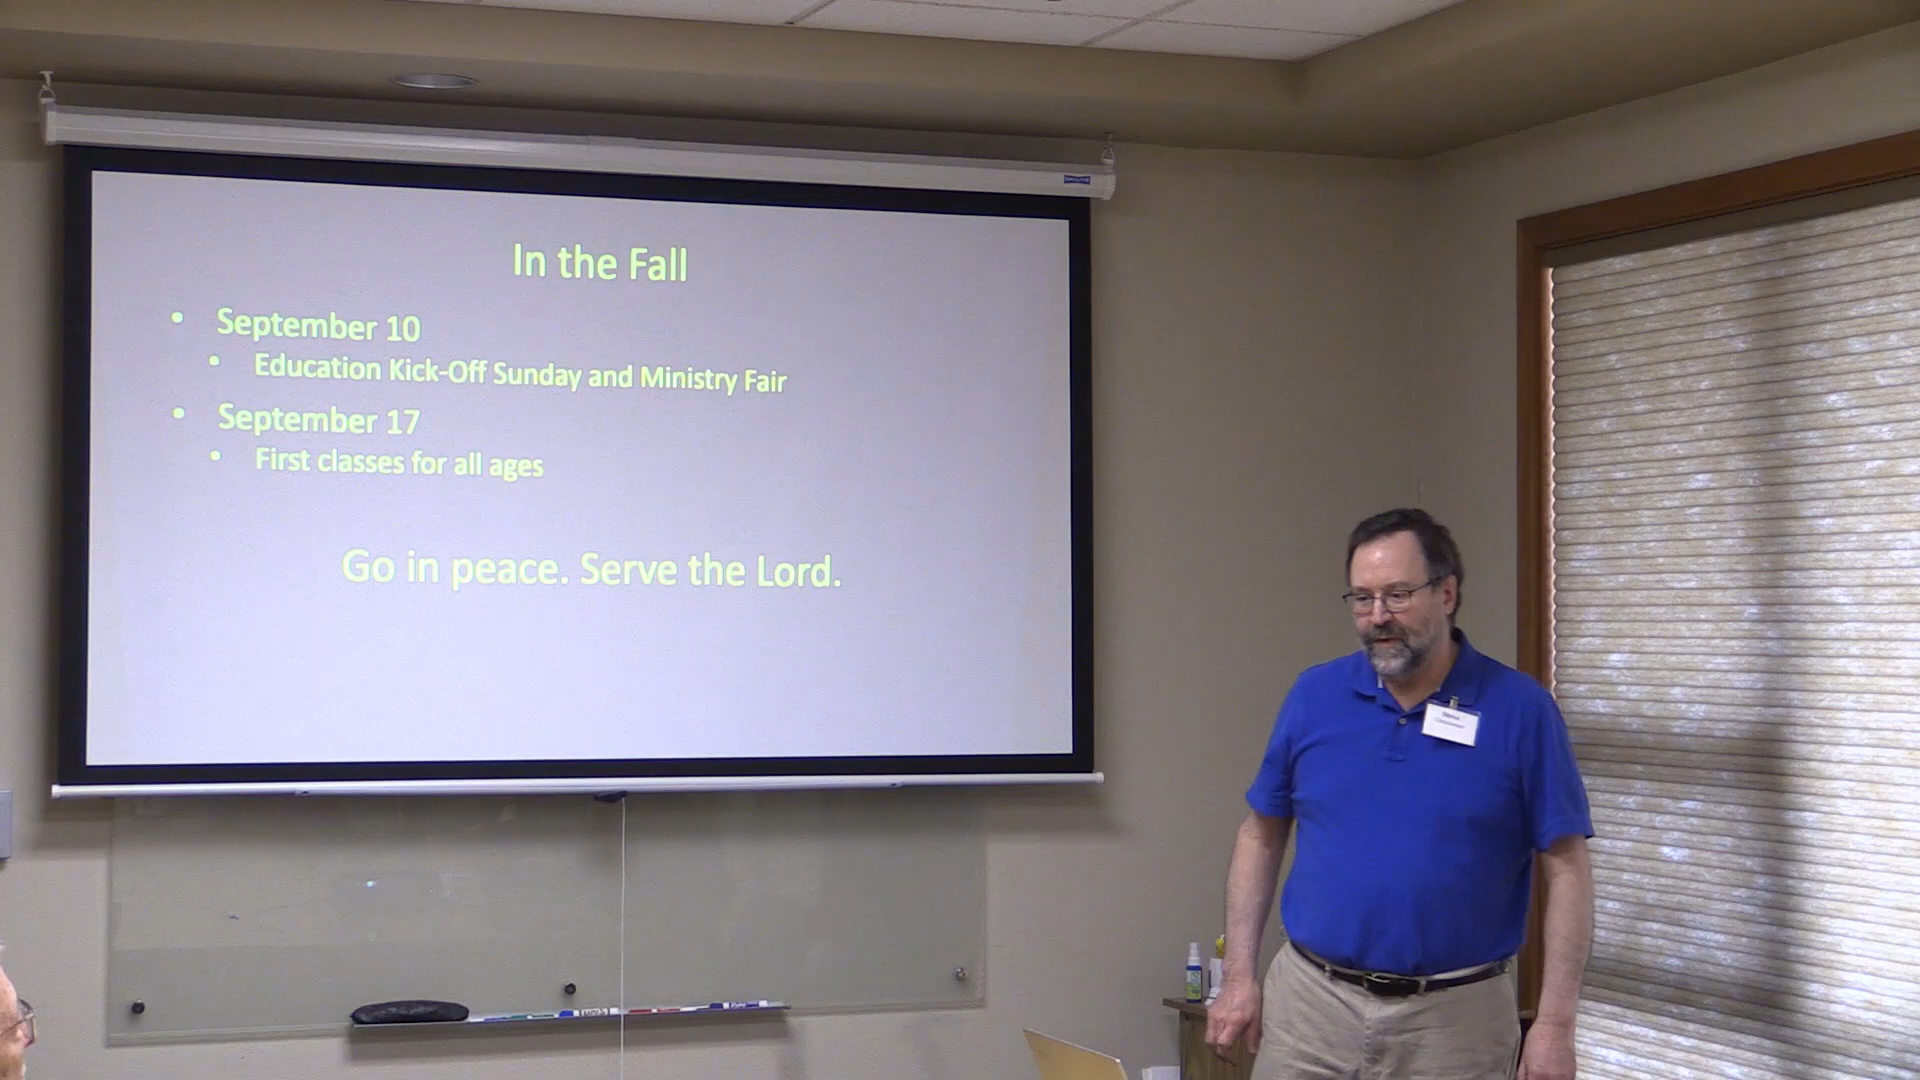 In the Fall
• September 10
• Education Kick-Off Sunday and Ministry Fair
• September 17
• First classes for all ages
Go in peace. Serve the Lord.